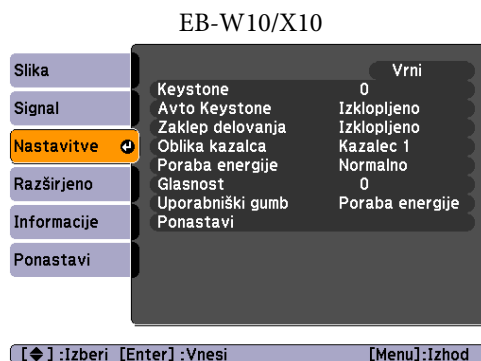 EB-W10/X10
Slika
Signal
Nastavitve
Razširjeno
Informacije
Ponastavi
Vrni
Keystone 0
Avto Keystone Izklopljeno
Zaklep delovanja Izklopljeno
Oblika kazalca Kazalec 1
Poraba energije Normalno
Glasnost 0
Uporabniški gumb Poraba energije
Ponastavi
[◆] :Izberi [Enter] :Vnesi [Menu]:Izhod